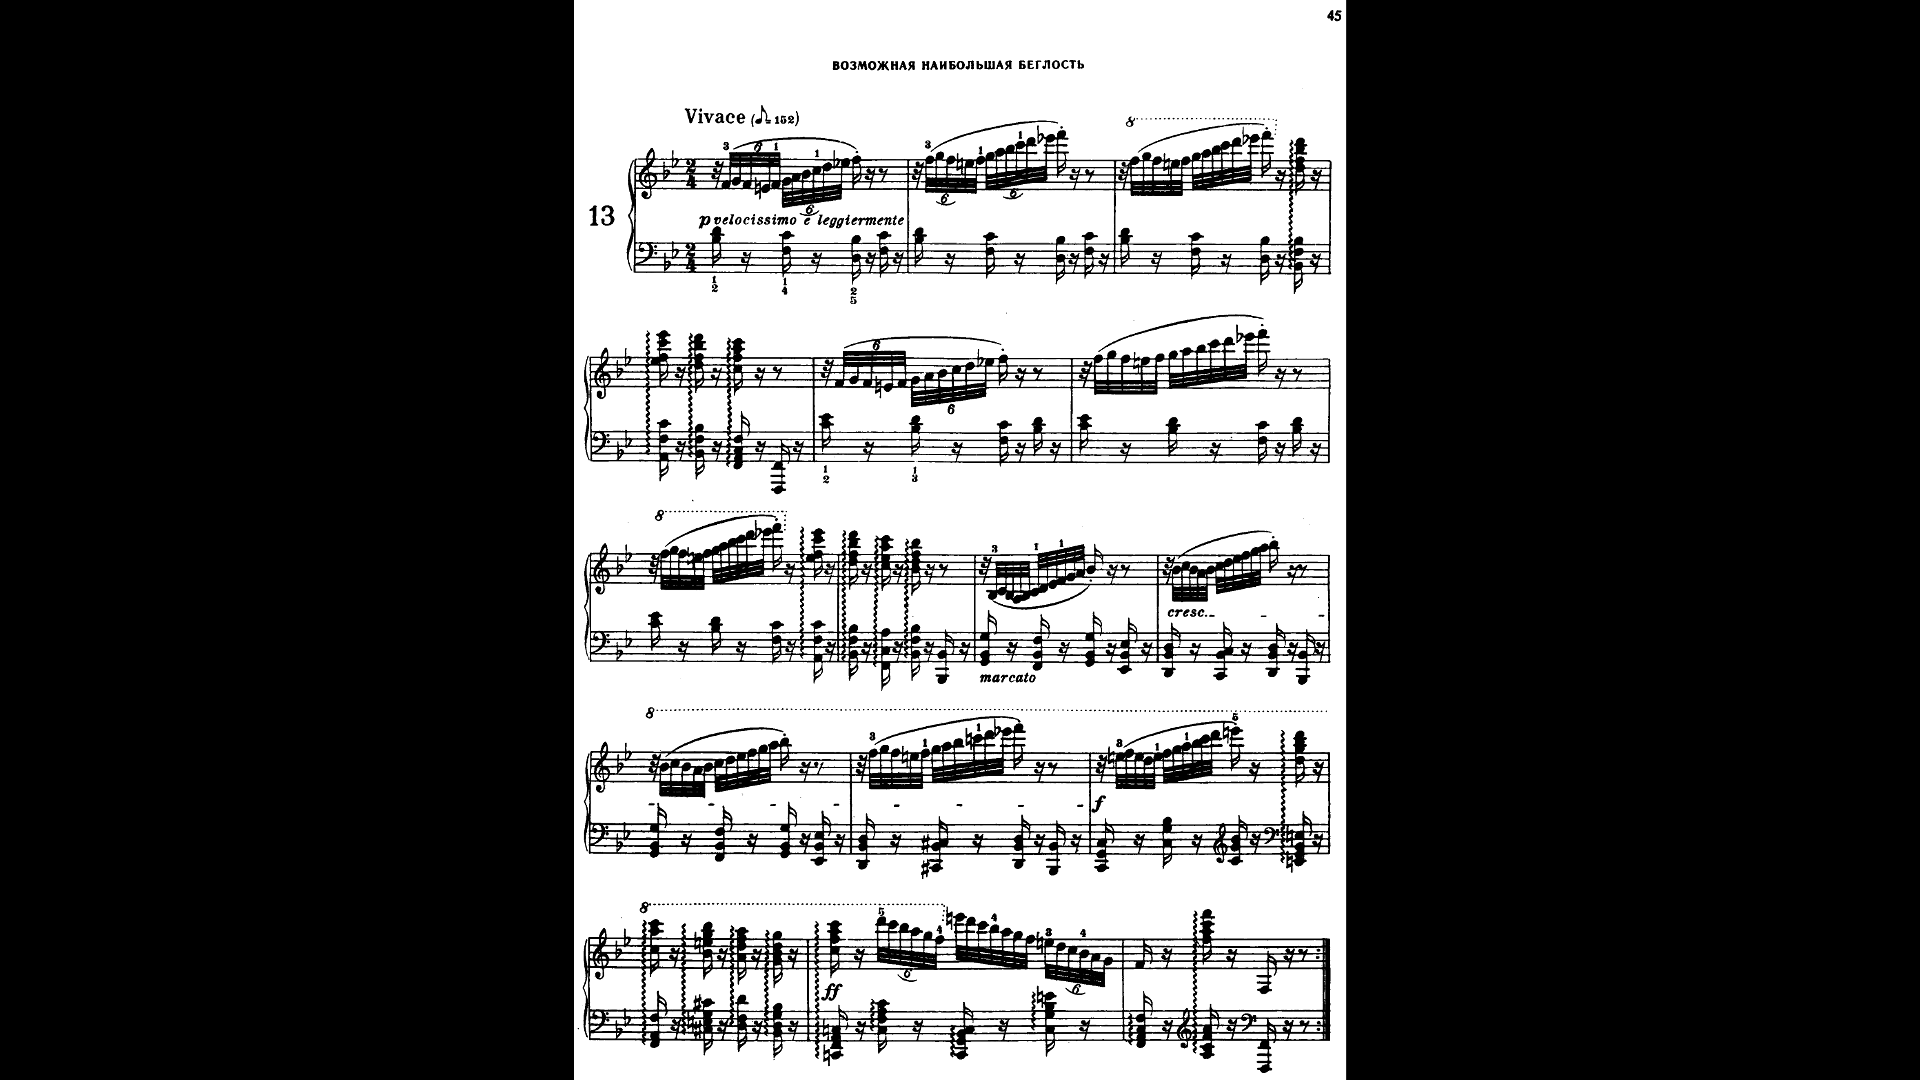 45
ВОЗМОЖНАЯ НАИБОЛЬШАЯ БЕГЛОСТЬ
Vivace (♪=152)
13
p velocissimo e leggiermente
marcato
cresc.
f
ff